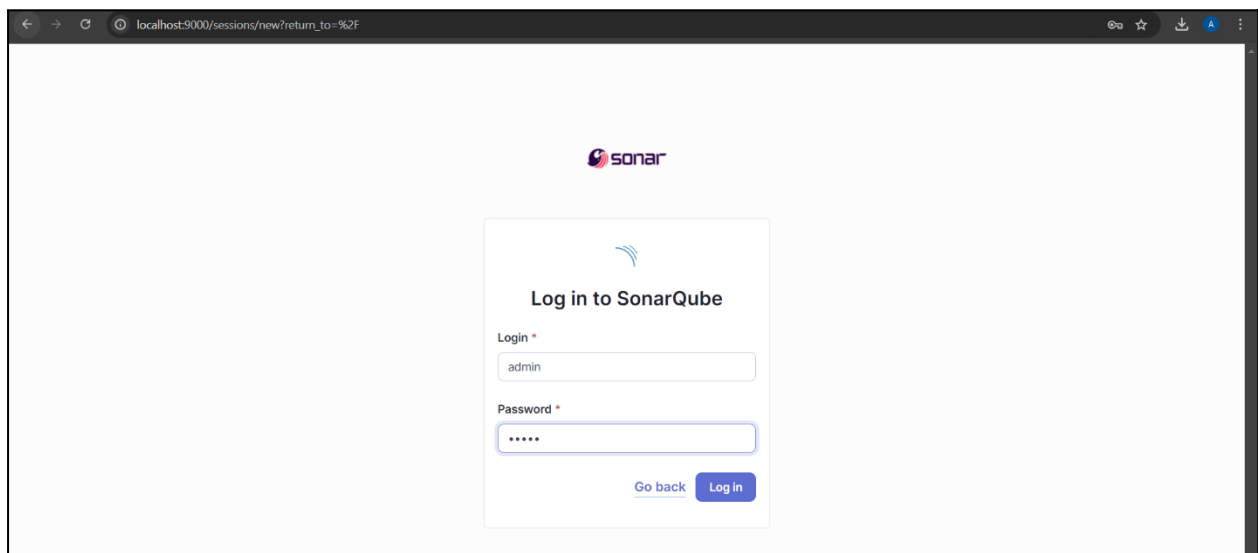 localhost:9000/sessions/new?return_to=%2F
A
sonar
Log in to SonarQube
Login *
admin
Password *
•••••
Go back
Log in